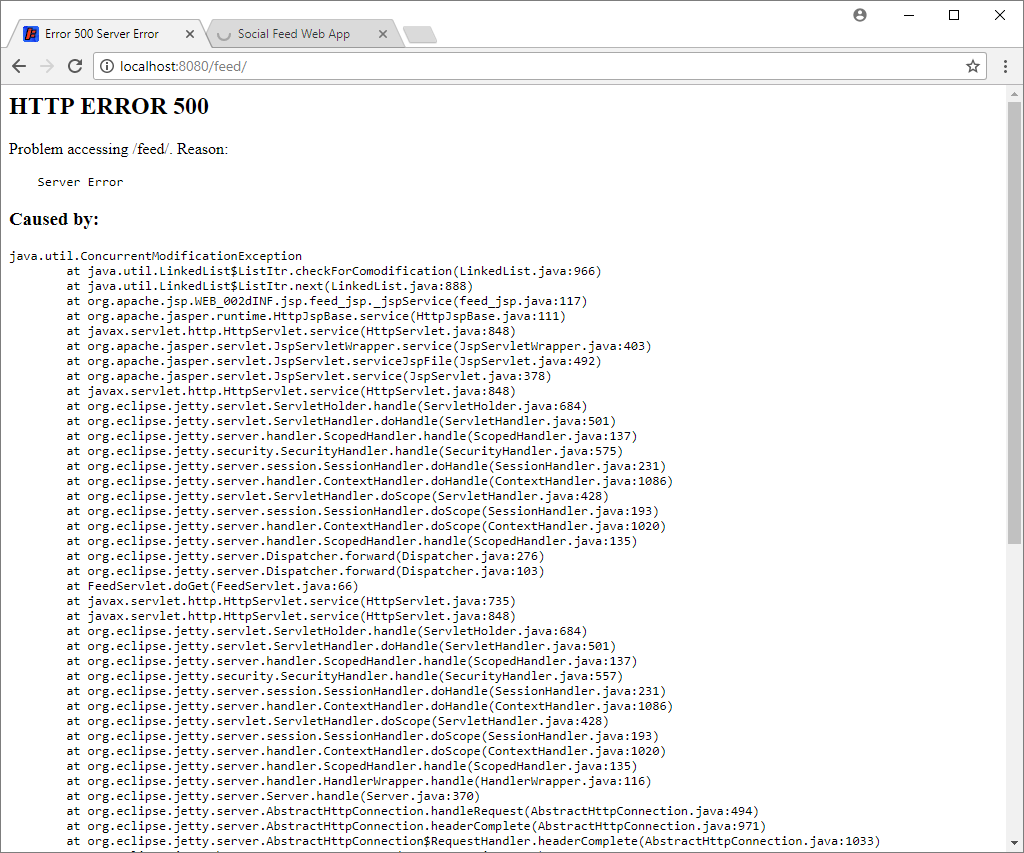 Error 500 Server Error
Social Feed Web App
localhost:8080/feed/
HTTP ERROR 500
Problem accessing /feed/. Reason:
Server Error
Caused by:
java.util.ConcurrentModificationException
at java.util.LinkedList$ListItr.checkForComodification(LinkedList.java:966)
at java.util.LinkedList$ListItr.next(LinkedList.java:888)
at org.apache.jsp.WEB_002dINF.jsp.feed_jsp._jspService(feed_jsp.java:117)
at org.apache.jasper.runtime.HttpJspBase.service(HttpJspBase.java:111)
at javax.servlet.http.HttpServlet.service(HttpServlet.java:848)
at org.apache.jasper.servlet.JspServletWrapper.service(JspServletWrapper.java:403)
at org.apache.jasper.servlet.JspServlet.serviceJspFile(JspServlet.java:492)
at org.apache.jasper.servlet.JspServlet.service(JspServlet.java:378)
at javax.servlet.http.HttpServlet.service(HttpServlet.java:848)
at org.eclipse.jetty.servlet.ServletHolder.handle(ServletHolder.java:684)
at org.eclipse.jetty.servlet.ServletHandler.doHandle(ServletHandler.java:501)
at org.eclipse.jetty.server.handler.ScopedHandler.handle(ScopedHandler.java:137)
at org.eclipse.jetty.security.SecurityHandler.handle(SecurityHandler.java:575)
at org.eclipse.jetty.server.session.SessionHandler.doHandle(SessionHandler.java:231)
at org.eclipse.jetty.server.handler.ContextHandler.doHandle(ContextHandler.java:1086)
at org.eclipse.jetty.servlet.ServletHandler.doScope(ServletHandler.java:428)
at org.eclipse.jetty.server.session.SessionHandler.doScope(SessionHandler.java:193)
at org.eclipse.jetty.server.handler.ContextHandler.doScope(ContextHandler.java:1020)
at org.eclipse.jetty.server.handler.ScopedHandler.handle(ScopedHandler.java:135)
at org.eclipse.jetty.server.Dispatcher.forward(Dispatcher.java:276)
at org.eclipse.jetty.server.Dispatcher.forward(Dispatcher.java:103)
at FeedServlet.doGet(FeedServlet.java:66)
at javax.servlet.http.HttpServlet.service(HttpServlet.java:735)
at javax.servlet.http.HttpServlet.service(HttpServlet.java:848)
at org.eclipse.jetty.servlet.ServletHolder.handle(ServletHolder.java:684)
at org.eclipse.jetty.servlet.ServletHandler.doHandle(ServletHandler.java:501)
at org.eclipse.jetty.server.handler.ScopedHandler.handle(ScopedHandler.java:137)
at org.eclipse.jetty.security.SecurityHandler.handle(SecurityHandler.java:557)
at org.eclipse.jetty.server.session.SessionHandler.doHandle(SessionHandler.java:231)
at org.eclipse.jetty.server.handler.ContextHandler.doHandle(ContextHandler.java:1086)
at org.eclipse.jetty.servlet.ServletHandler.doScope(ServletHandler.java:428)
at org.eclipse.jetty.server.session.SessionHandler.doScope(SessionHandler.java:193)
at org.eclipse.jetty.server.handler.ContextHandler.doScope(ContextHandler.java:1020)
at org.eclipse.jetty.server.handler.ScopedHandler.handle(ScopedHandler.java:135)
at org.eclipse.jetty.server.handler.HandlerWrapper.handle(HandlerWrapper.java:116)
at org.eclipse.jetty.server.Server.handle(Server.java:370)
at org.eclipse.jetty.server.AbstractHttpConnection.handleRequest(AbstractHttpConnection.java:494)
at org.eclipse.jetty.server.AbstractHttpConnection.headerComplete(AbstractHttpConnection.java:971)
at org.eclipse.jetty.server.AbstractHttpConnection$RequestHandler.headerComplete(AbstractHttpConnection.java:1033)